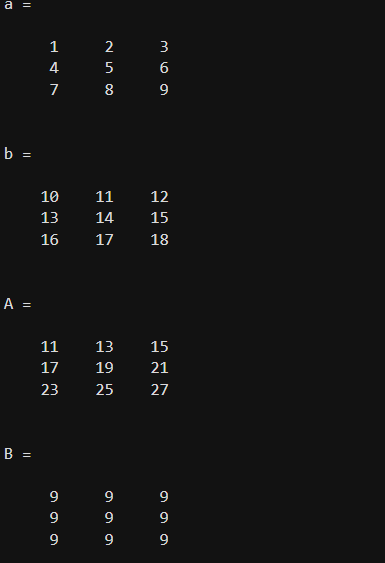 a =
1 2 3
4 5 6
7 8 9
b =
10 11 12
13 14 15
16 17 18
A =
11 13 15
17 19 21
23 25 27
B =
9 9 9
9 9 9
9 9 9